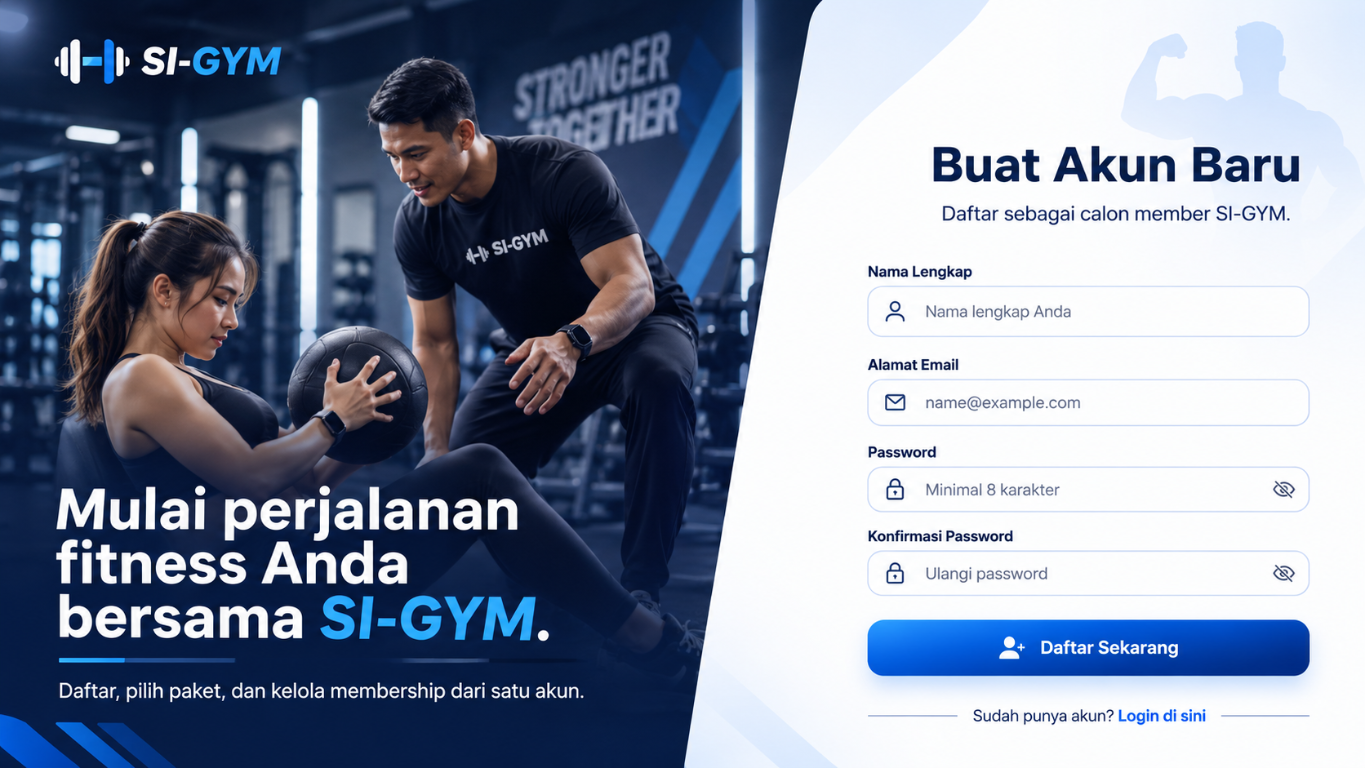 SI-GYM
STRONGER
TOGETHER
SI-GYM
Mulai perjalanan
fitness Anda
bersama SI-GYM.
Daftar, pilih paket, dan kelola membership dari satu akun.
Buat Akun Baru
Daftar sebagai calon member SI-GYM.
Nama Lengkap
Nama lengkap Anda
Alamat Email
name@example.com
Password
Minimal 8 karakter
Konfirmasi Password
Ulangi password
Daftar Sekarang
Sudah punya akun? Login di sini